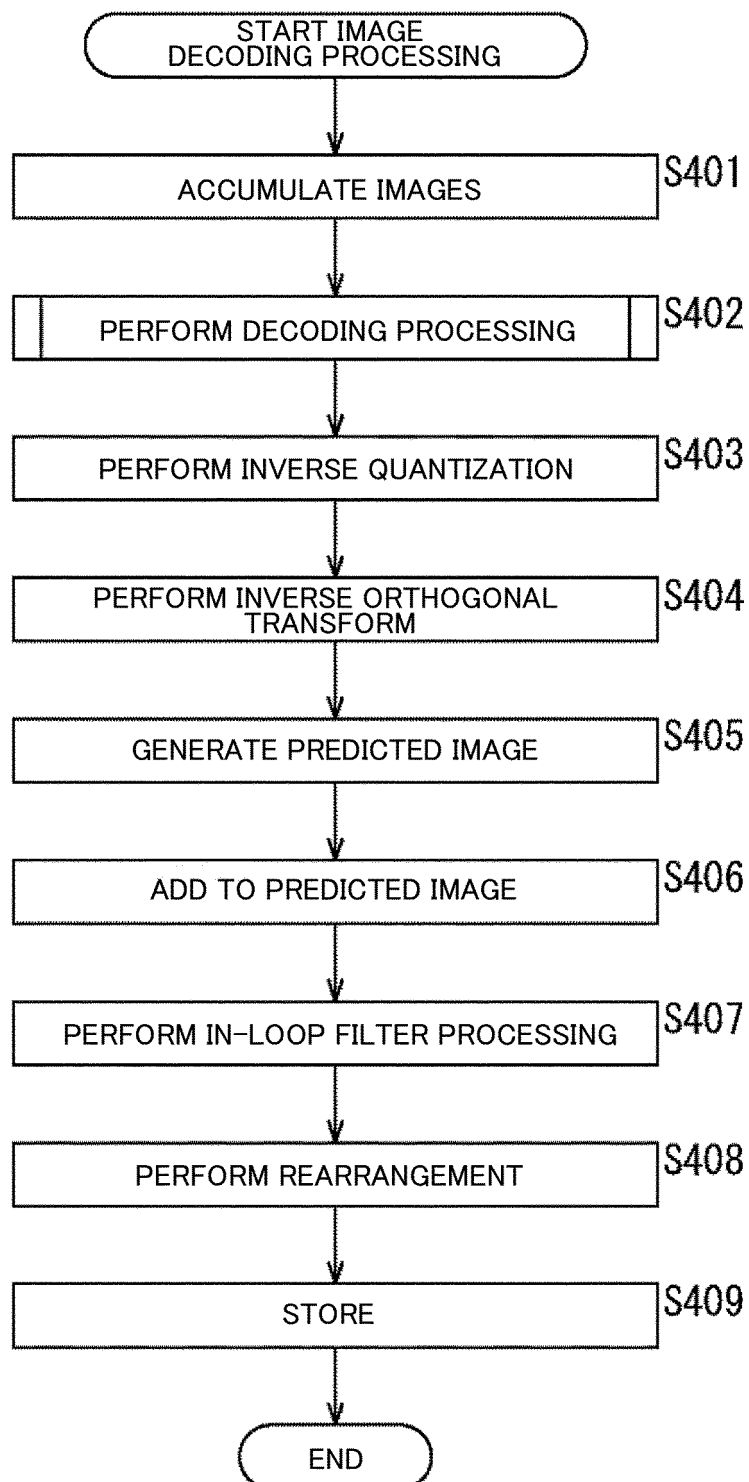 START IMAGE
DECODING PROCESSING
ACCUMULATE IMAGES
S401
PERFORM DECODING PROCESSING
S402
PERFORM INVERSE QUANTIZATION
S403
PERFORM INVERSE ORTHOGONAL
TRANSFORM
S404
GENERATE PREDICTED IMAGE
S405
ADD TO PREDICTED IMAGE
S406
PERFORM IN-LOOP FILTER PROCESSING
S407
PERFORM REARRANGEMENT
S408
STORE
S409
END